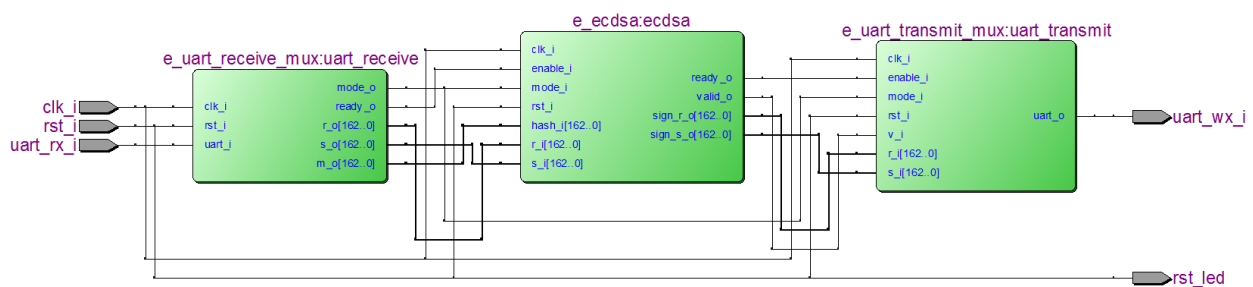 clk_i
rst_i
uart_rx_i
e_uart_receive_mux:uart_receive
clk_i
rst_i
uart_i
mode_o
ready_o
r_o[162..0]
s_o[162..0]
m_o[162..0]
e_ecdsa:ecdsa
clk_i
enable_i
mode_i
rst_i
hash_i[162..0]
r_i[162..0]
s_i[162..0]
ready_o
valid_o
sign_r_o[162..0]
sign_s_o[162..0]
e_uart_transmit_mux:uart_transmit
clk_i
enable_i
mode_i
rst_i
v_i
r_i[162..0]
s_i[162..0]
uart_o
uart_wx_i
rst_led